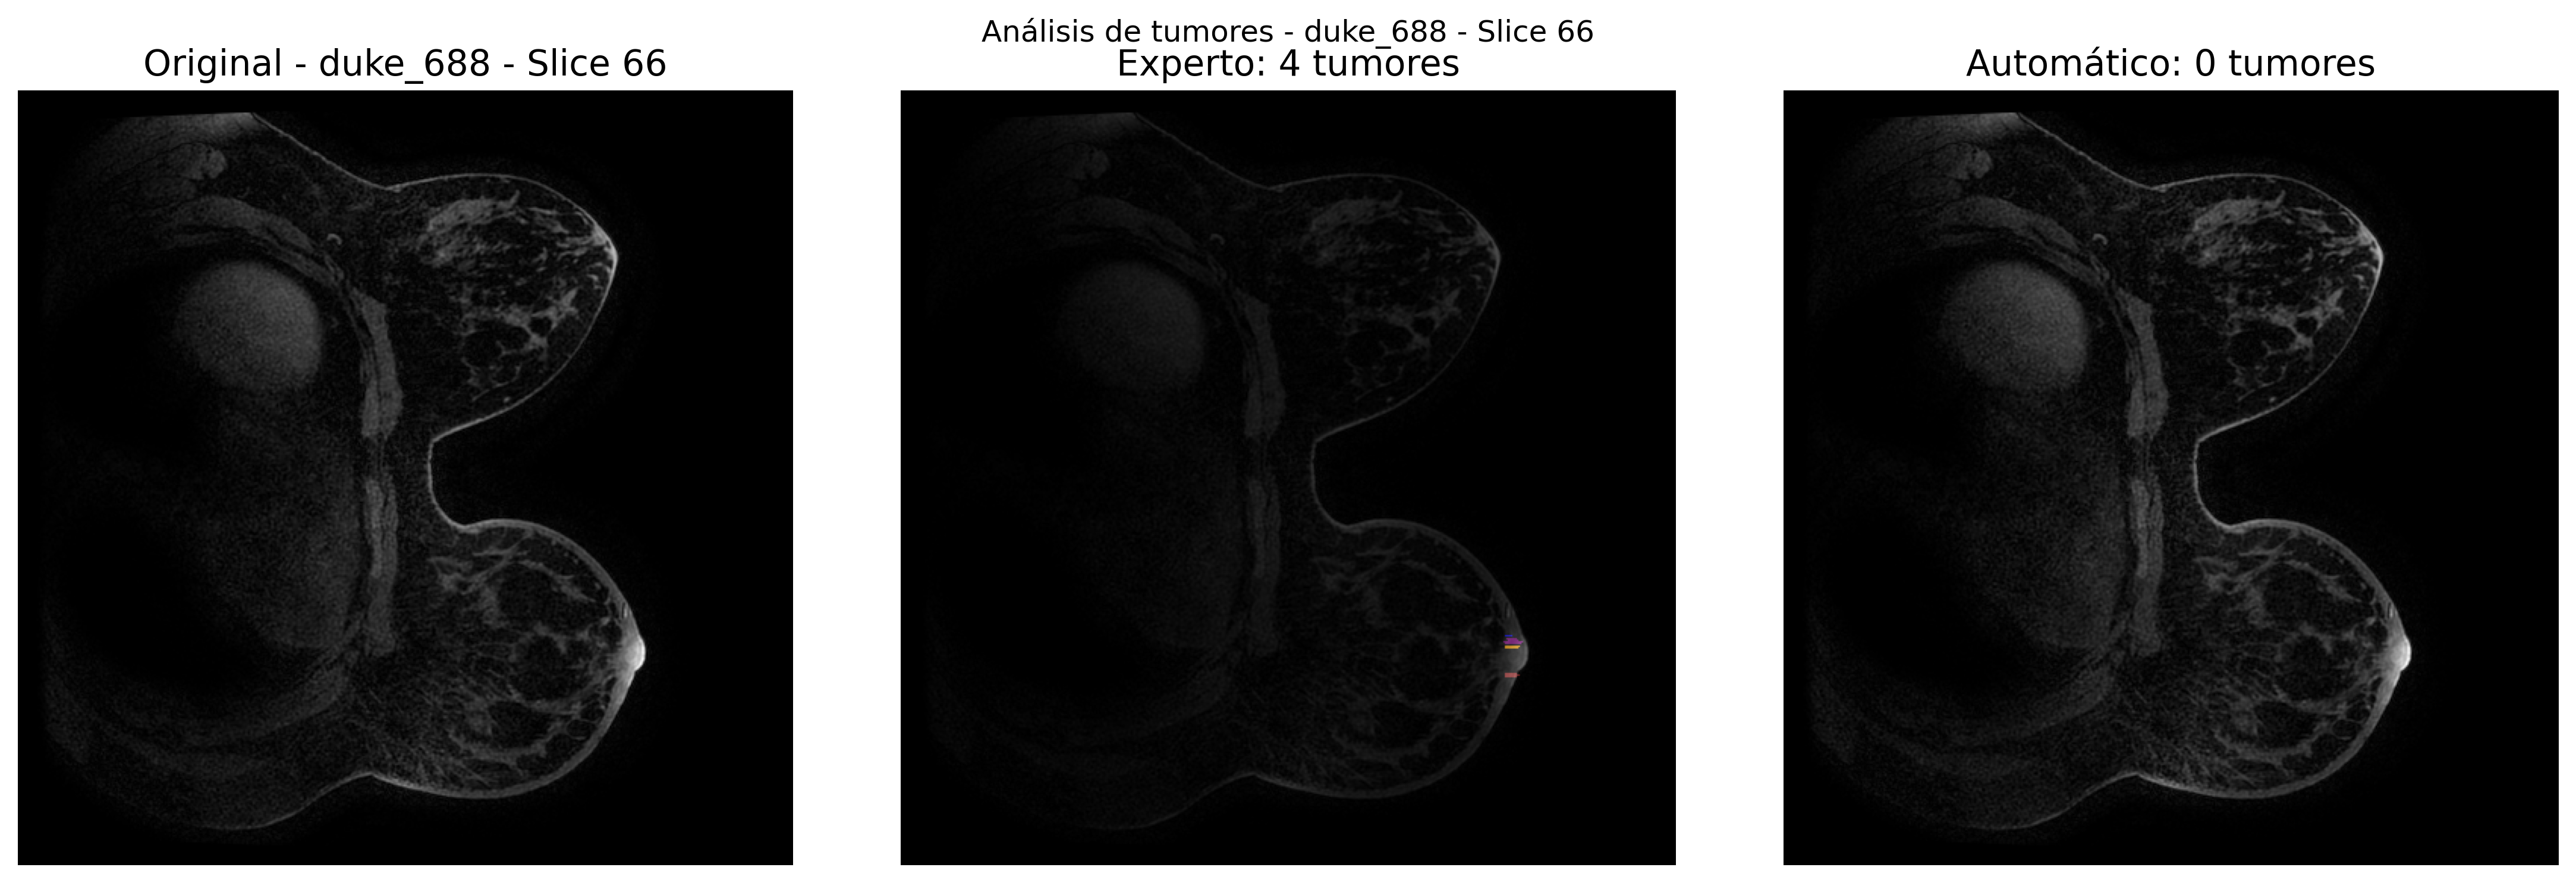 Análisis de tumores - duke_688 - Slice 66
Original - duke_688 - Slice 66
Experto: 4 tumores
Automático: 0 tumores